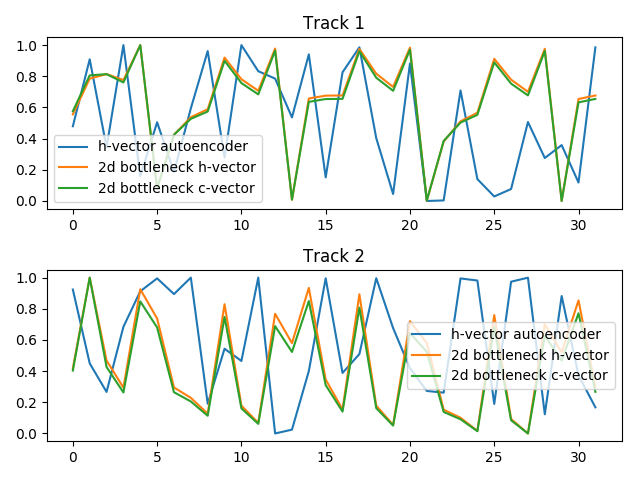 Track 1
1.0
0.8
0.6
0.4
0.2
0.0
h-vector autoencoder
2d bottleneck h-vector
2d bottleneck c-vector
0 5 10 15 20 25 30
Track 2
1.0
0.8
0.6
0.4
0.2
0.0
h-vector autoencoder
2d bottleneck h-vector
2d bottleneck c-vector
0 5 10 15 20 25 30